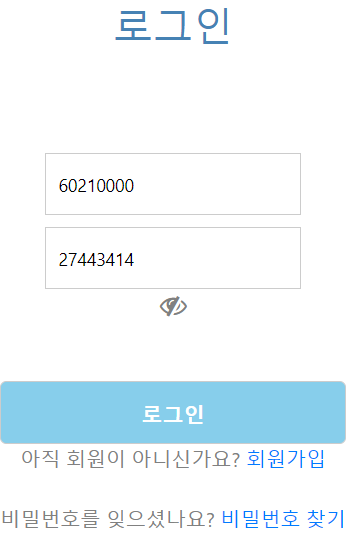 로그인
60210000
27443414
로그인
아직 회원이 아니신가요? 회원가입
비밀번호를 잊으셨나요? 비밀번호 찾기